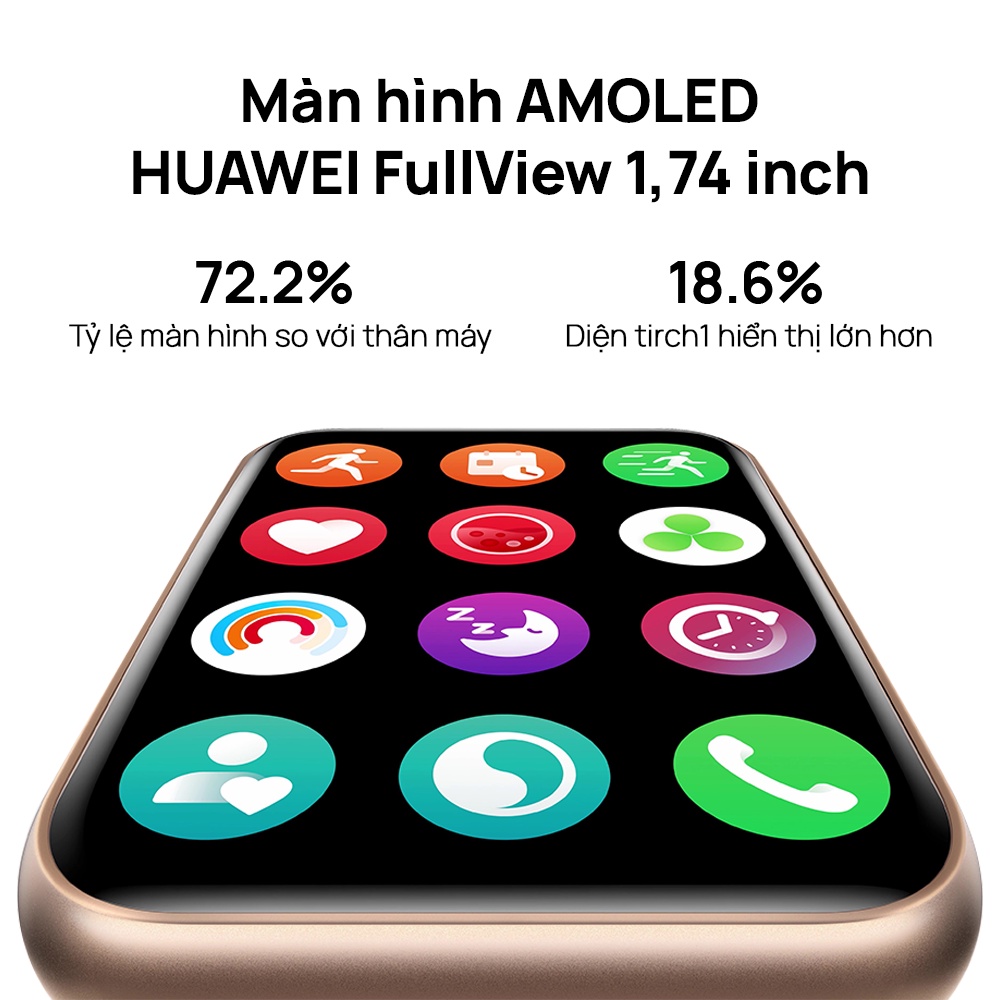 Màn hình AMOLED
HUAWEI FullView 1,74 inch
72.2%
18.6%
Tỷ lệ màn hình so với thân máy
Diện tirch1 hiển thị lớn hơn
Z
Z
Z